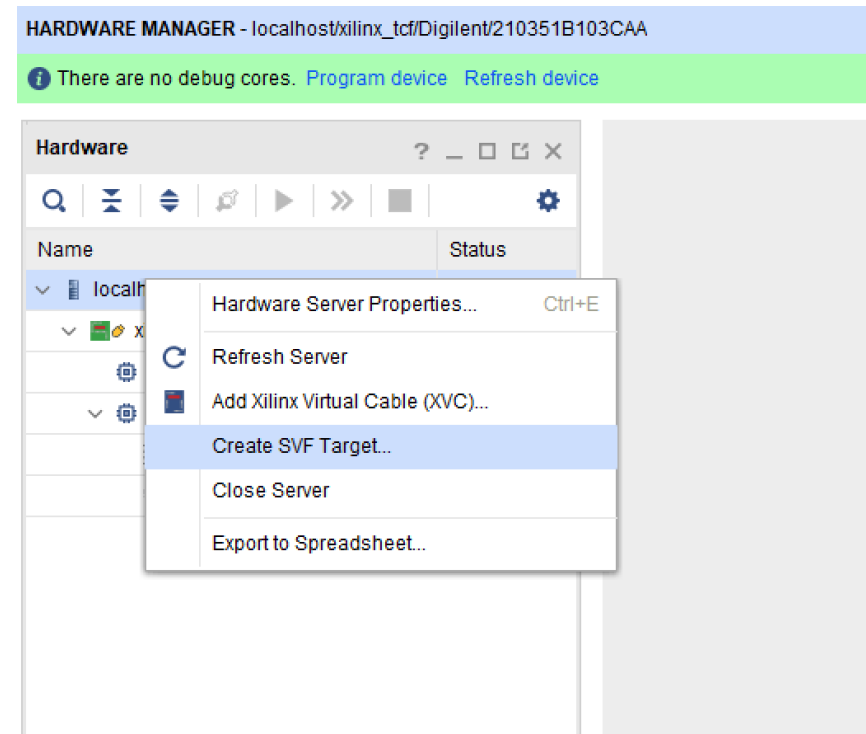 HARDWARE MANAGER - localhost/xilinx_tcf/Digilent/210351B103CAA
There are no debug cores. Program device Refresh device
Hardware
Name Status
Hardware Server Properties... Ctrl+E
Refresh Server
Add Xilinx Virtual Cable (XVC)...
Create SVF Target...
Close Server
Export to Spreadsheet...